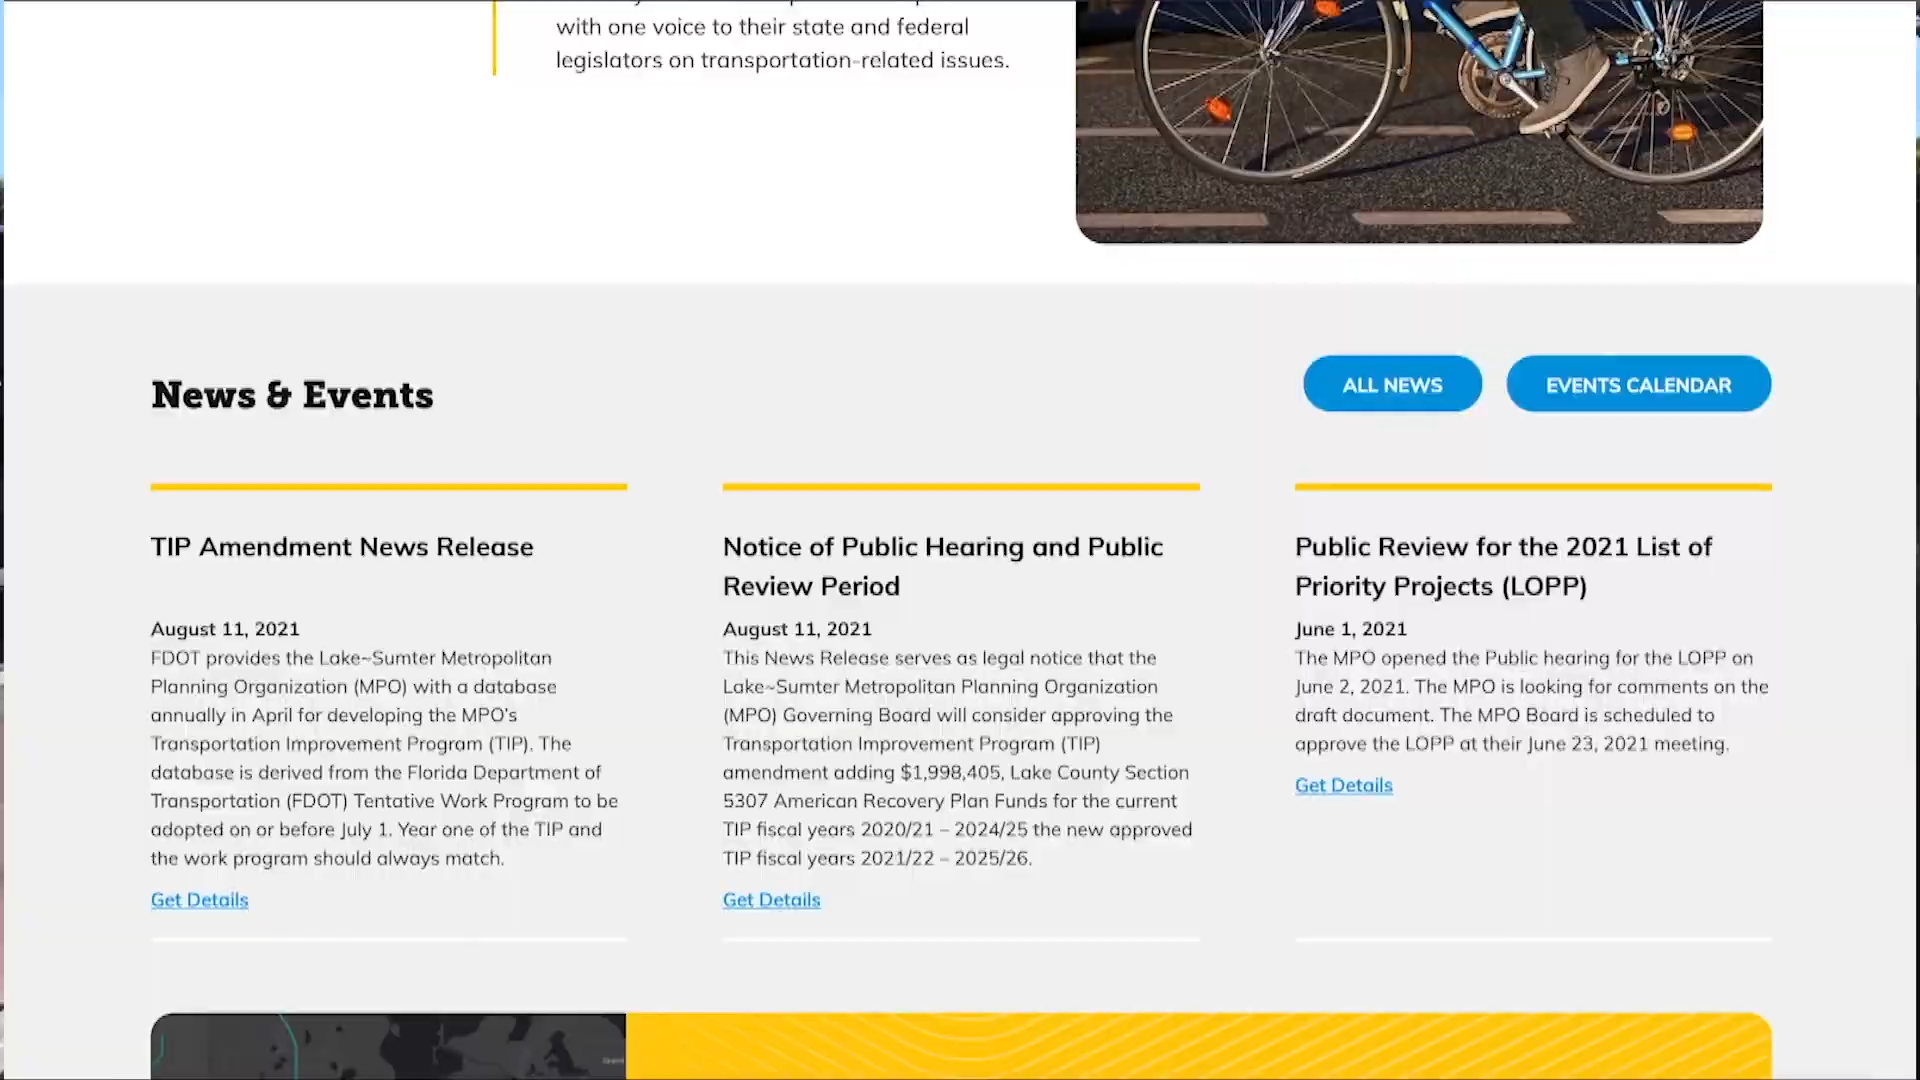 with one voice to their state and federal
legislators on transportation-related issues.
News & Events
ALL NEWS
EVENTS CALENDAR
TIP Amendment News Release
August 11, 2021
FDOT provides the Lake~Sumter Metropolitan
Planning Organization (MPO) with a database
annually in April for developing the MPO's
Transportation Improvement Program (TIP). The
database is derived from the Florida Department of
Transportation (FDOT) Tentative Work Program to be
adopted on or before July 1. Year one of the TIP and
the work program should always match.
Get Details
Notice of Public Hearing and Public
Review Period
August 11, 2021
This News Release serves as legal notice that the
Lake~Sumter Metropolitan Planning Organization
(MPO) Governing Board will consider approving the
Transportation Improvement Program (TIP)
amendment adding $1,998,405, Lake County Section
5307 American Recovery Plan Funds for the current
TIP fiscal years 2020/21 – 2024/25 the new approved
TIP fiscal years 2021/22 – 2025/26.
Get Details
Public Review for the 2021 List of
Priority Projects (LOPP)
June 1, 2021
The MPO opened the Public hearing for the LOPP on
June 2, 2021. The MPO is looking for comments on the
draft document. The MPO Board is scheduled to
approve the LOPP at their June 23, 2021 meeting.
Get Details